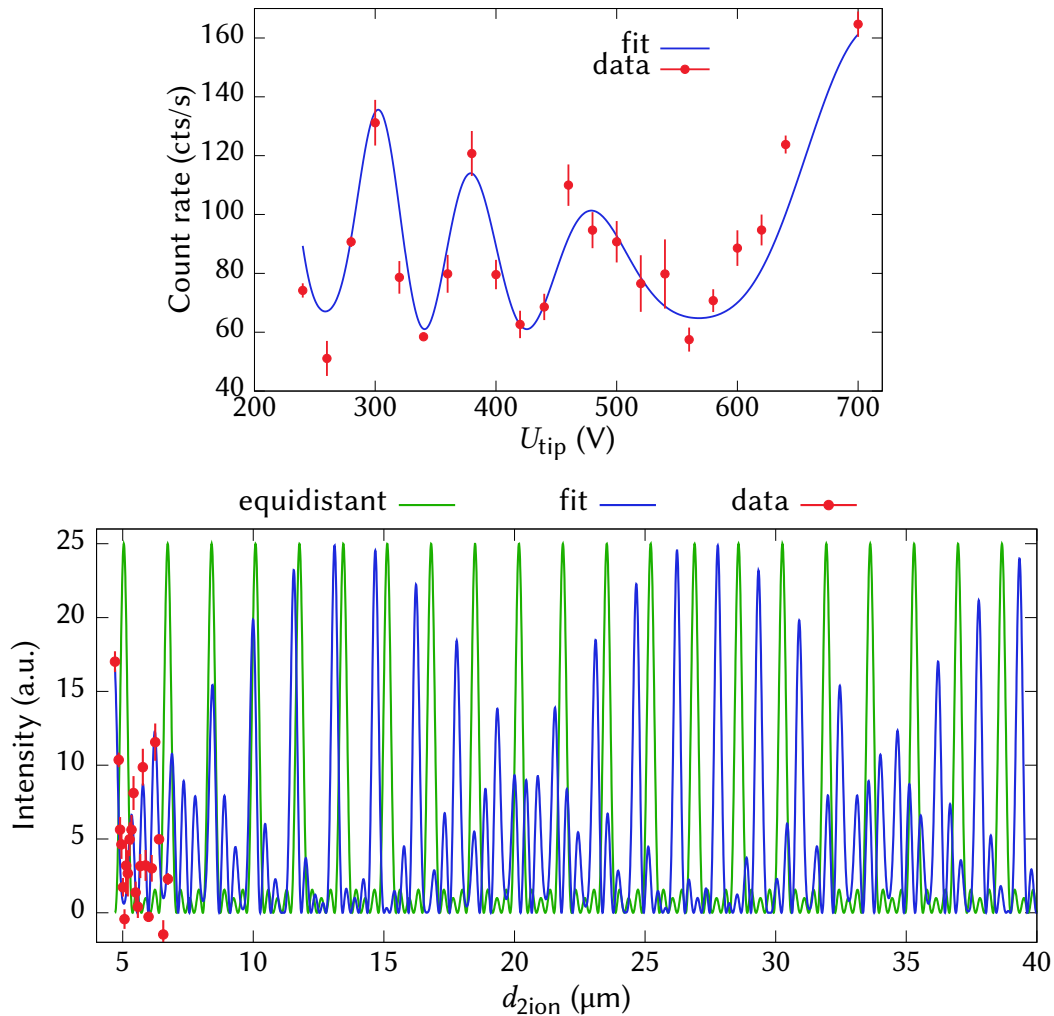 160
140
120
100
80
60
40
Count rate (cts/s)
fit
data
200 300 400 500 600 700
U_tip (V)
equidistant fit data
25
20
15
10
5
0
Intensity (a.u.)
5 10 15 20 25 30 35 40
d_2ion (μm)